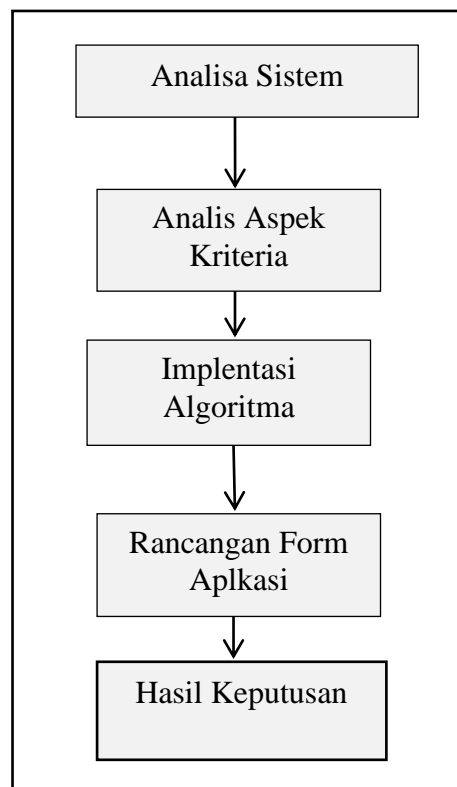 Analisa Sistem
Analis Aspek
Kriteria
Implentasi
Algoritma
Rancangan Form
Aplkasi
Hasil Keputusan